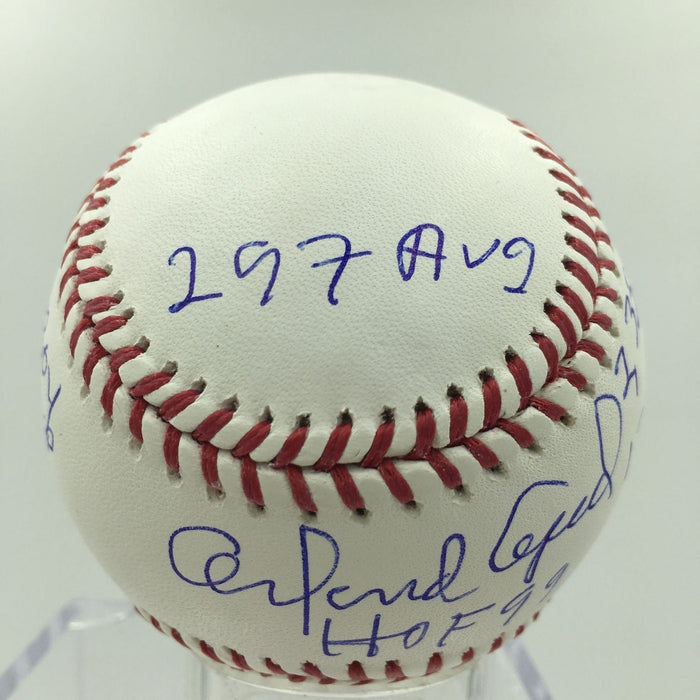 297 Avg
Orlando Cepeda
HOF 99